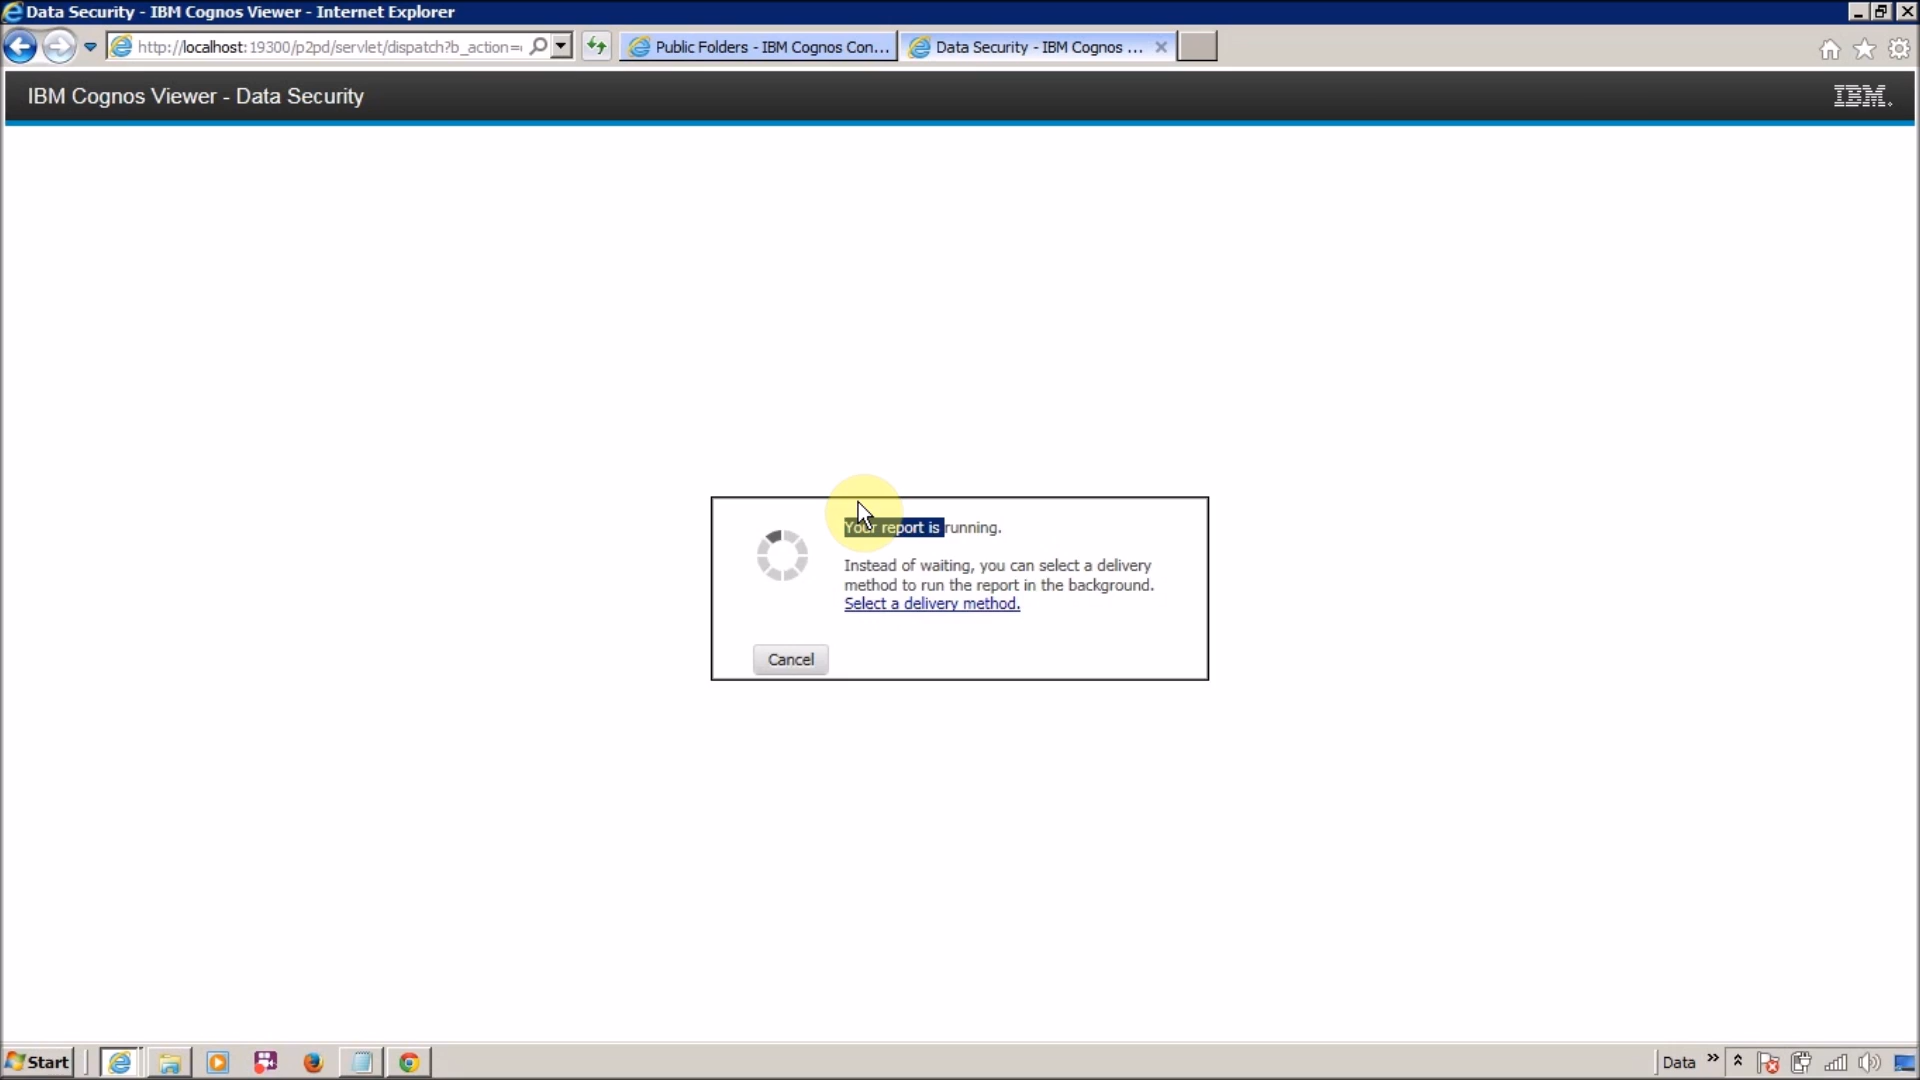 Data Security - IBM Cognos Viewer - Internet Explorer
http://localhost:19300/p2pd/servlet/dispatch?b_action=
Public Folders - IBM Cognos Con...
Data Security - IBM Cognos ...
IBM Cognos Viewer - Data Security
IBM.
Your report is running.
Instead of waiting, you can select a delivery
method to run the report in the background.
Select a delivery method.
Cancel
Start
Data